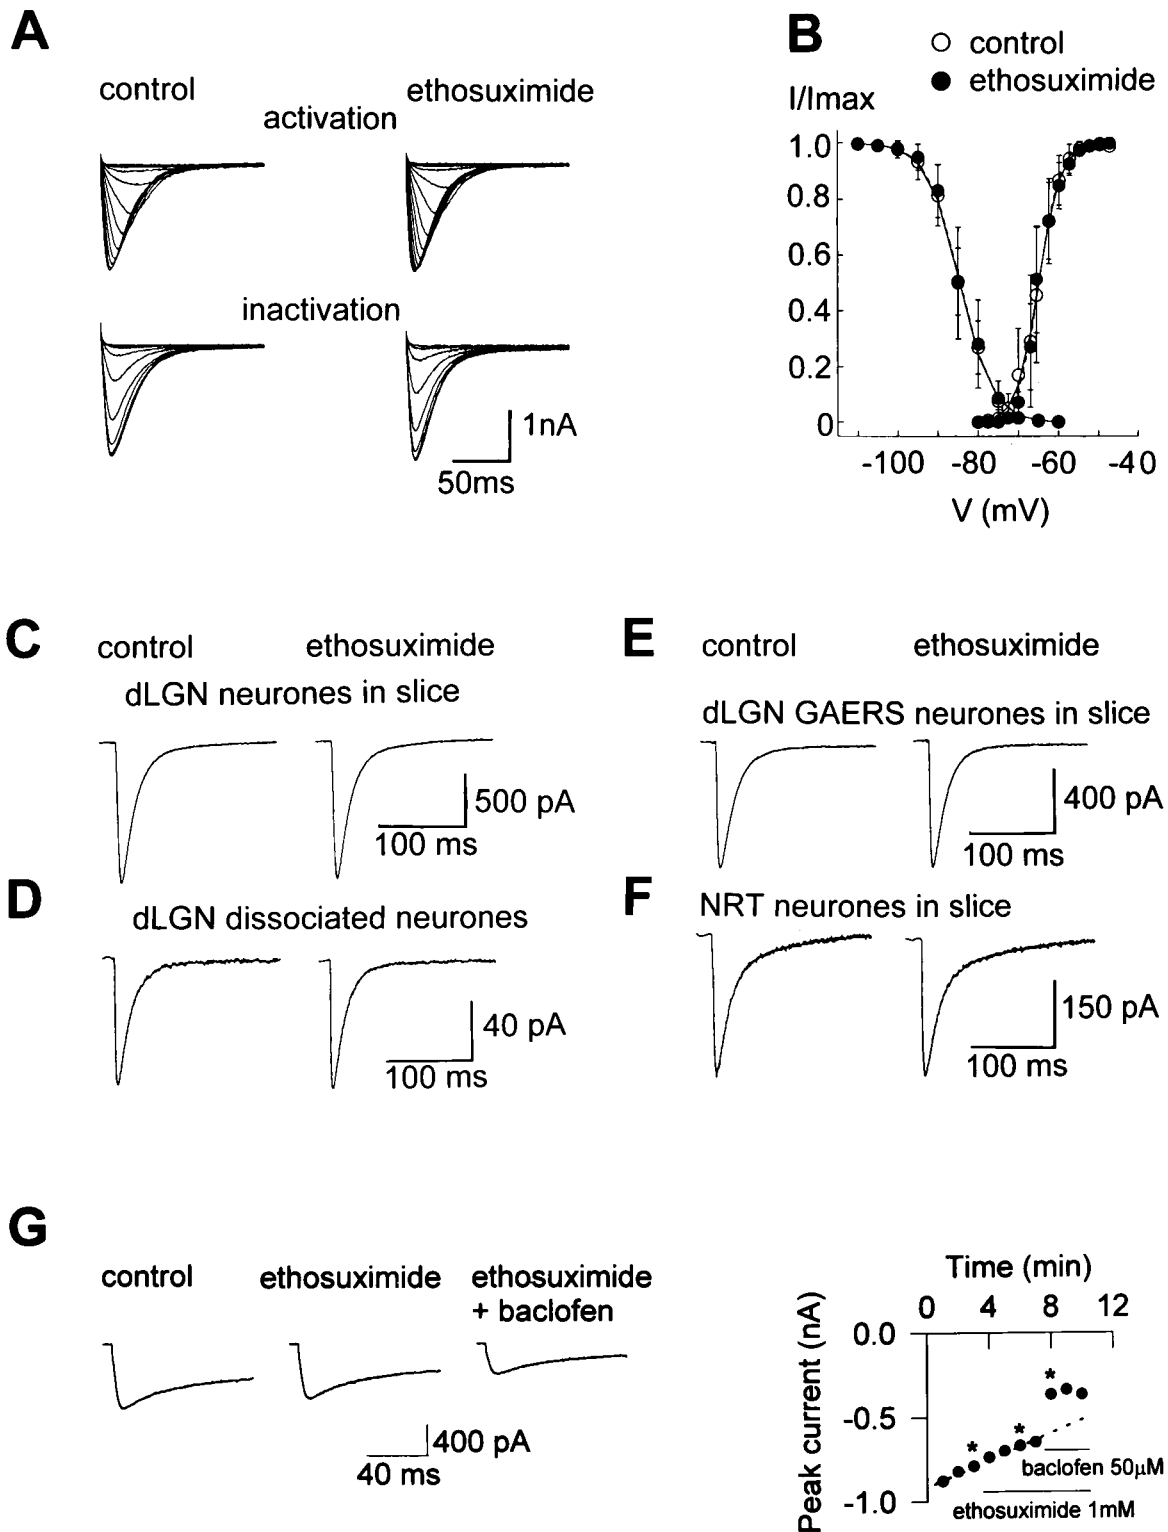 A
control
ethosuximide
activation
inactivation
1nA
50ms
B
control
ethosuximide
I/Imax
1.0
0.8
0.6
0.4
0.2
0
-100 -80 -60 -40
V (mV)
C
control ethosuximide
dLGN neurones in slice
500 pA
100 ms
D
dLGN dissociated neurones
40 pA
100 ms
E
control ethosuximide
dLGN GAERS neurones in slice
400 pA
100 ms
F
NRT neurones in slice
150 pA
100 ms
G
control ethosuximide ethosuximide
+ baclofen
400 pA
40 ms
Time (min)
0 4 8 12
Peak current (nA)
0.0
-0.5
-1.0
*
*
*
baclofen 50μM
ethosuximide 1mM